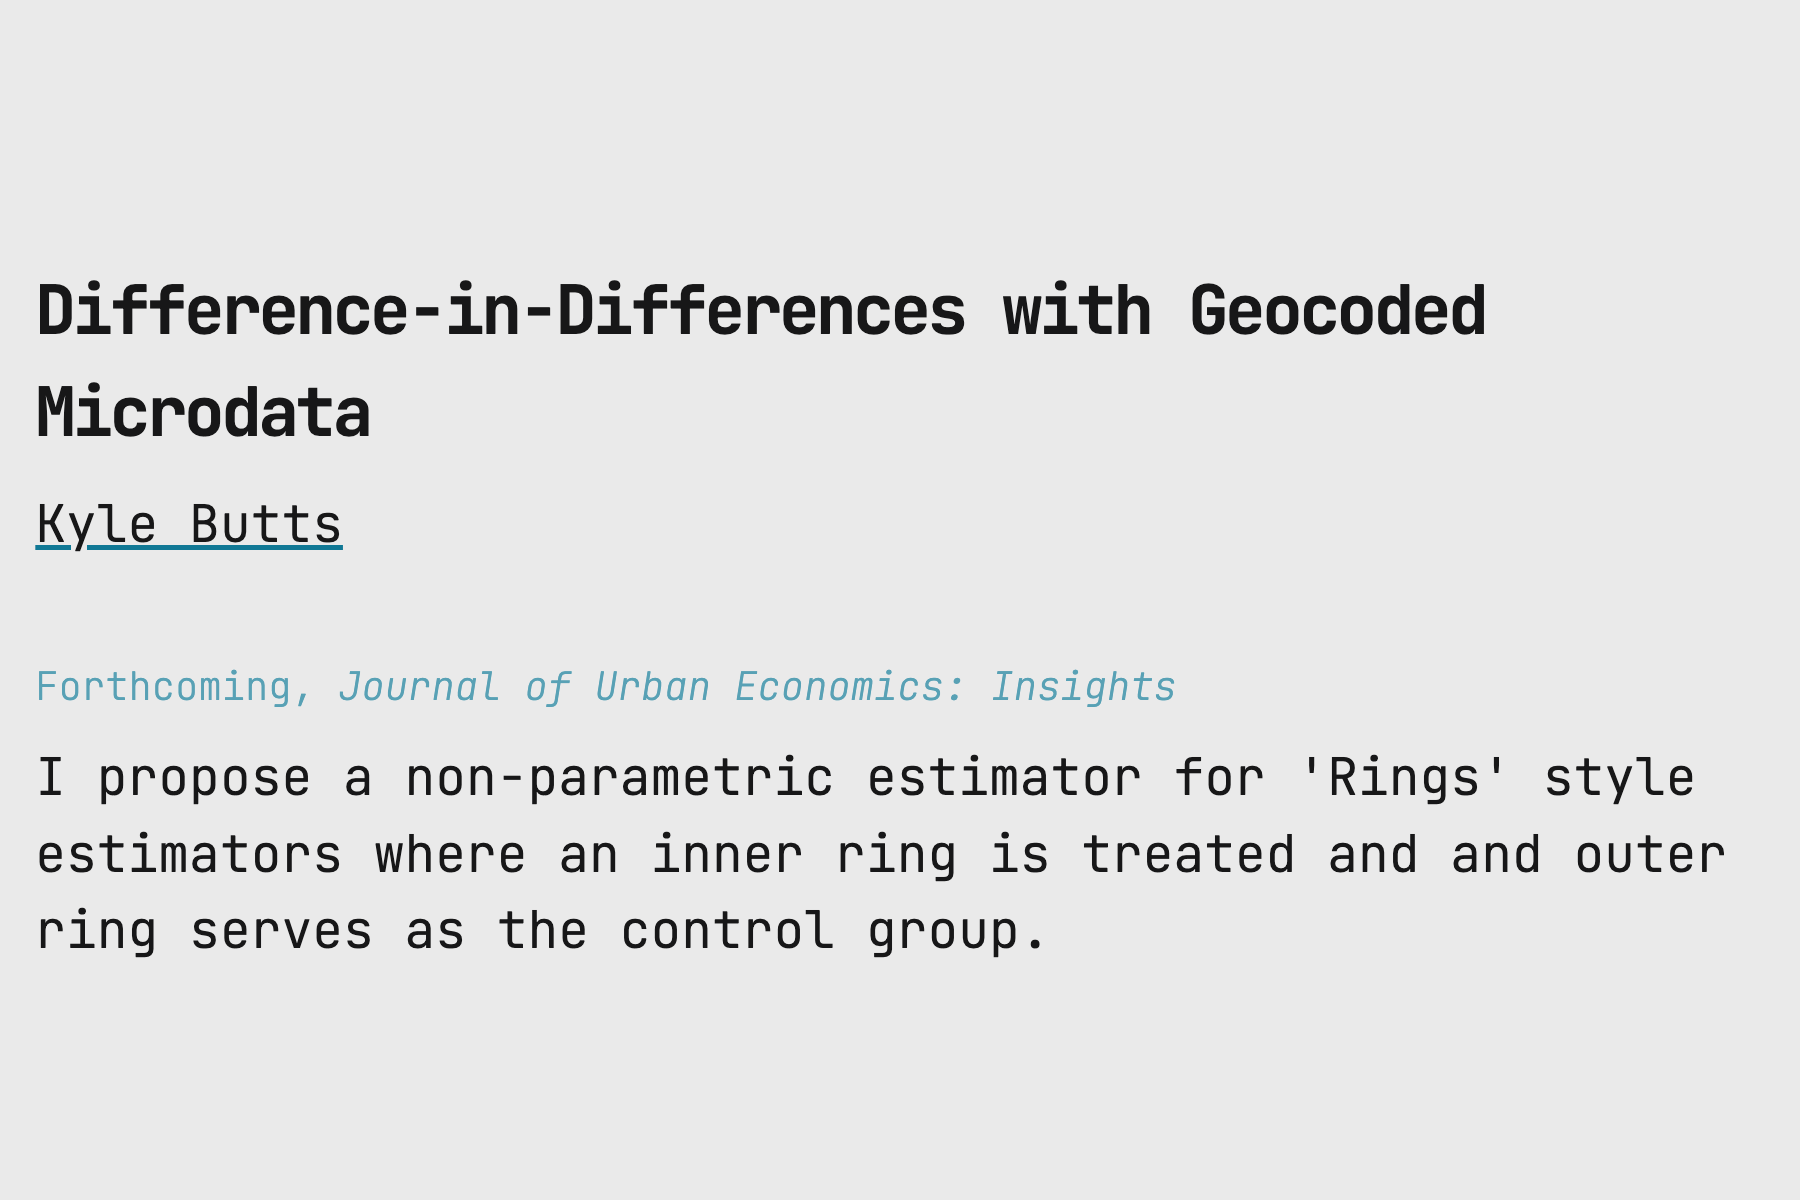 Difference-in-Differences with Geocoded
Microdata
Kyle Butts
Forthcoming, Journal of Urban Economics: Insights
I propose a non-parametric estimator for 'Rings' style
estimators where an inner ring is treated and and outer
ring serves as the control group.